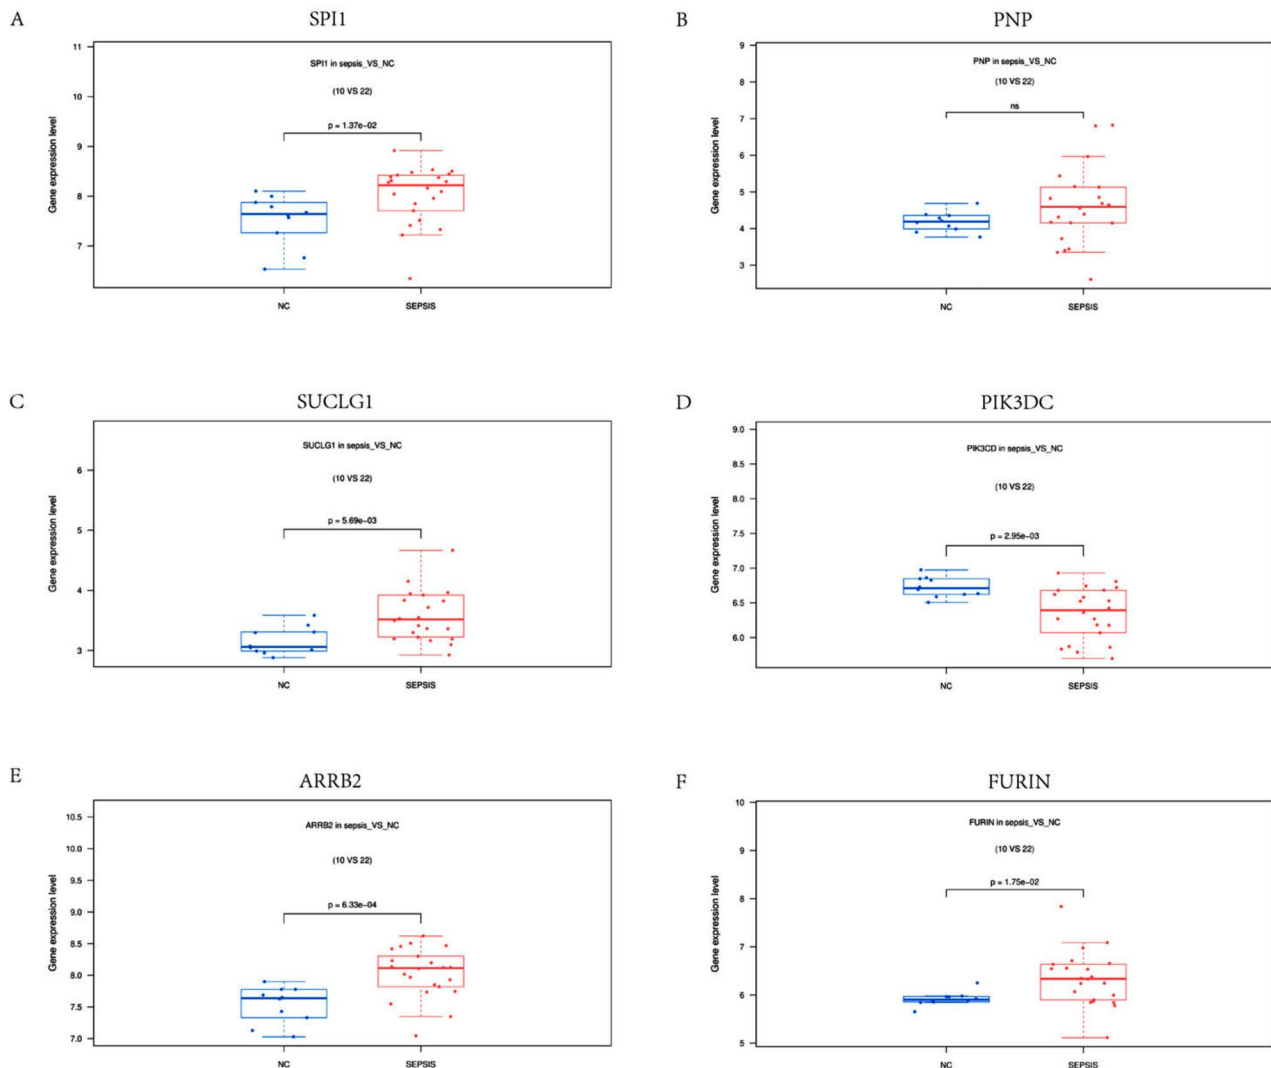 A
SPI1
11
10
9
8
7
Gene expression level
SPI1 in sepsis_VS_NC
(10 VS 22)
p = 1.37e-02
NC
SEPSIS
B
PNP
9
8
7
6
5
4
3
Gene expression level
PNP in sepsis_VS_NC
(10 VS 22)
ns
NC
SEPSIS
C
SUCLG1
6
5
4
3
Gene expression level
SUCLG1 in sepsis_VS_NC
(10 VS 22)
p = 5.69e-03
NC
SEPSIS
D
PIK3DC
9.0
8.5
8.0
7.5
7.0
6.5
6.0
Gene expression level
PIK3CD in sepsis_VS_NC
(10 VS 22)
p = 2.95e-03
NC
SEPSIS
E
ARRB2
10.5
10.0
9.5
9.0
8.5
8.0
7.5
7.0
Gene expression level
ARRB2 in sepsis_VS_NC
(10 VS 22)
p = 6.33e-04
NC
SEPSIS
F
FURIN
10
9
8
7
6
5
Gene expression level
FURIN in sepsis_VS_NC
(10 VS 22)
p = 1.75e-02
NC
SEPSIS